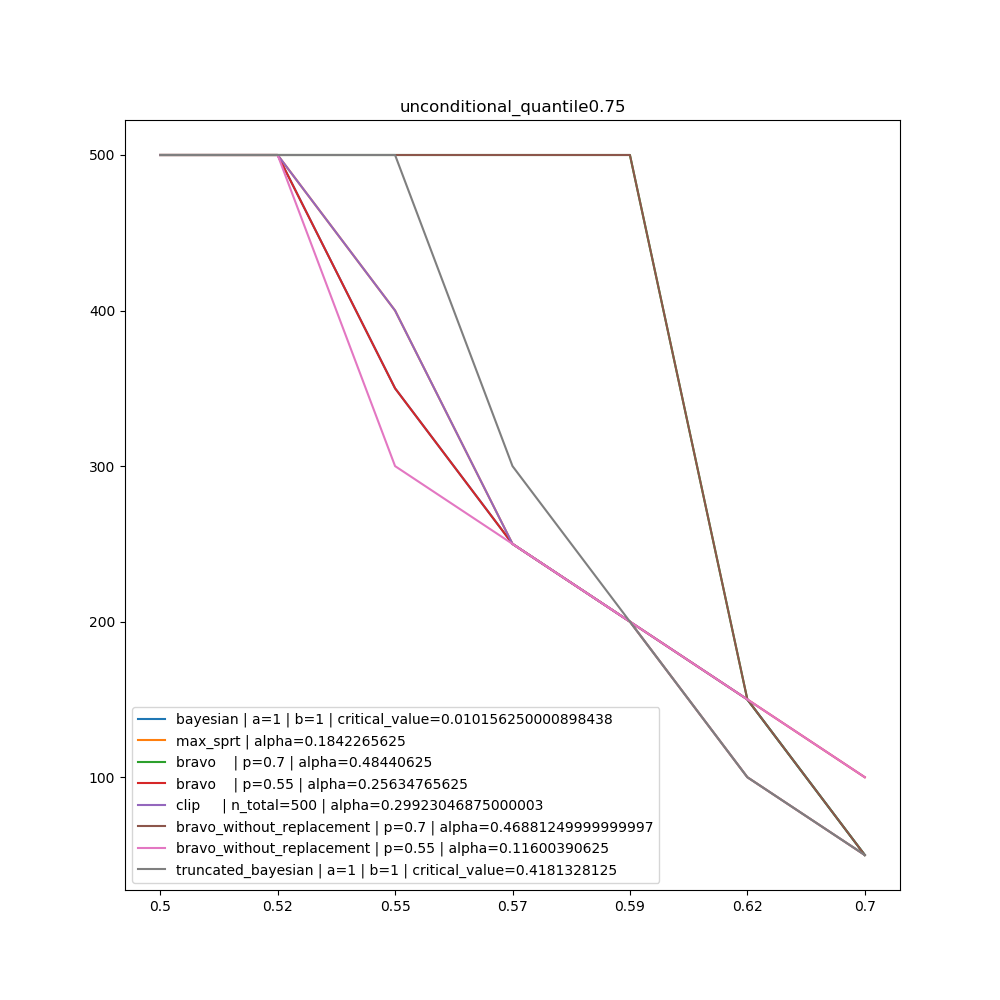 unconditional_quantile0.75
500
400
300
200
100
bayesian | a=1 | b=1 | critical_value=0.010156250000898438
max_sprt | alpha=0.1842265625
bravo | p=0.7 | alpha=0.48440625
bravo | p=0.55 | alpha=0.25634765625
clip | n_total=500 | alpha=0.29923046875000003
bravo_without_replacement | p=0.7 | alpha=0.46881249999999997
bravo_without_replacement | p=0.55 | alpha=0.11600390625
truncated_bayesian | a=1 | b=1 | critical_value=0.4181328125
0.5 0.52 0.55 0.57 0.59 0.62 0.7